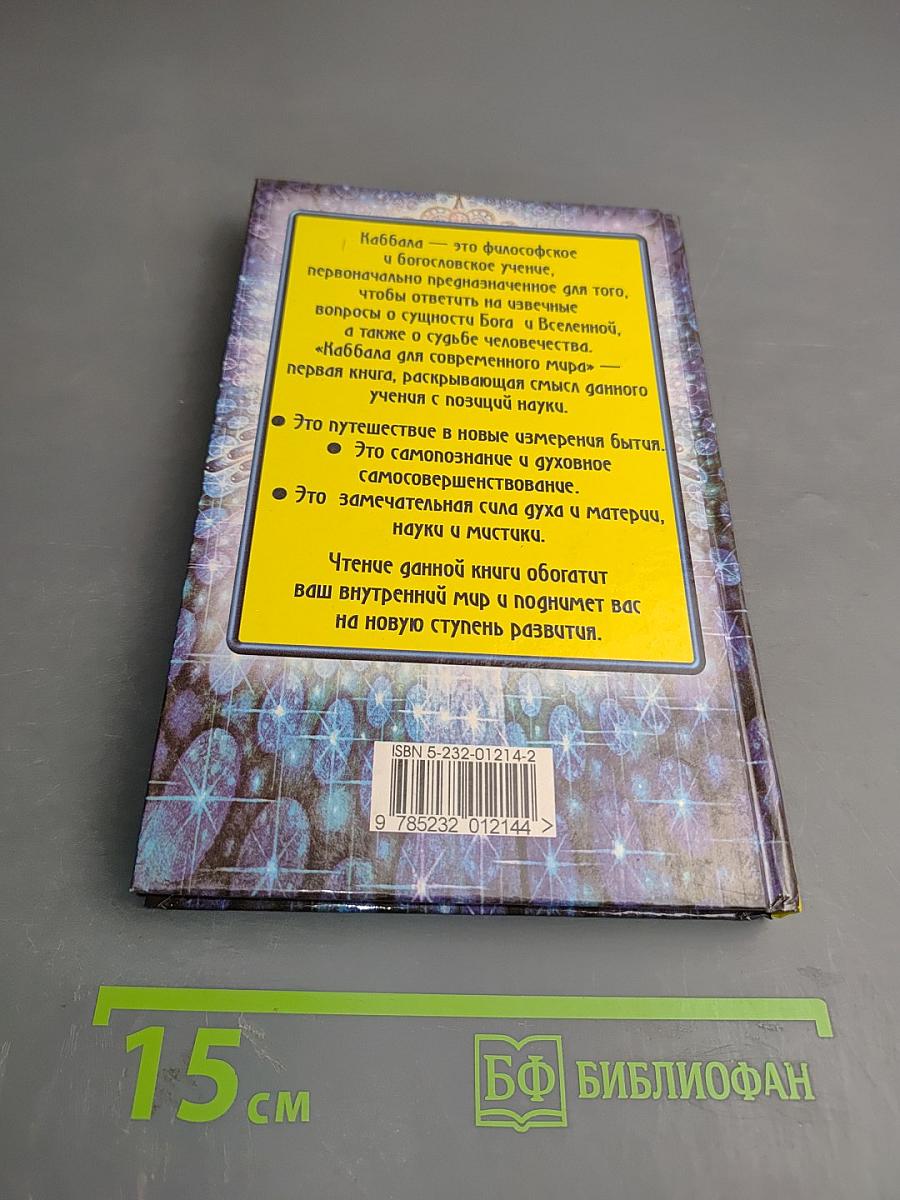 Каббала — это философское
и богословское учение,
первоначально предназначенное для того,
чтобы ответить на извечные
вопросы о сущности Бога и Вселенной,
а также о судьбе человечества.
«Каббала для современного мира» —
первая книга, раскрывающая смысл данного
учения с позиций науки.
● Это путешествие в новые измерения бытия.
● Это самопознание и духовное
самосовершенствование.
● Это замечательная сила духа и материи,
науки и мистики.
Чтение данной книги обогатит
ваш внутренний мир и поднимет вас
на новую ступень развития.
ISBN 5-232-01214-2
9 785232 012144 >
15 см
БФ БИБЛИОФАН